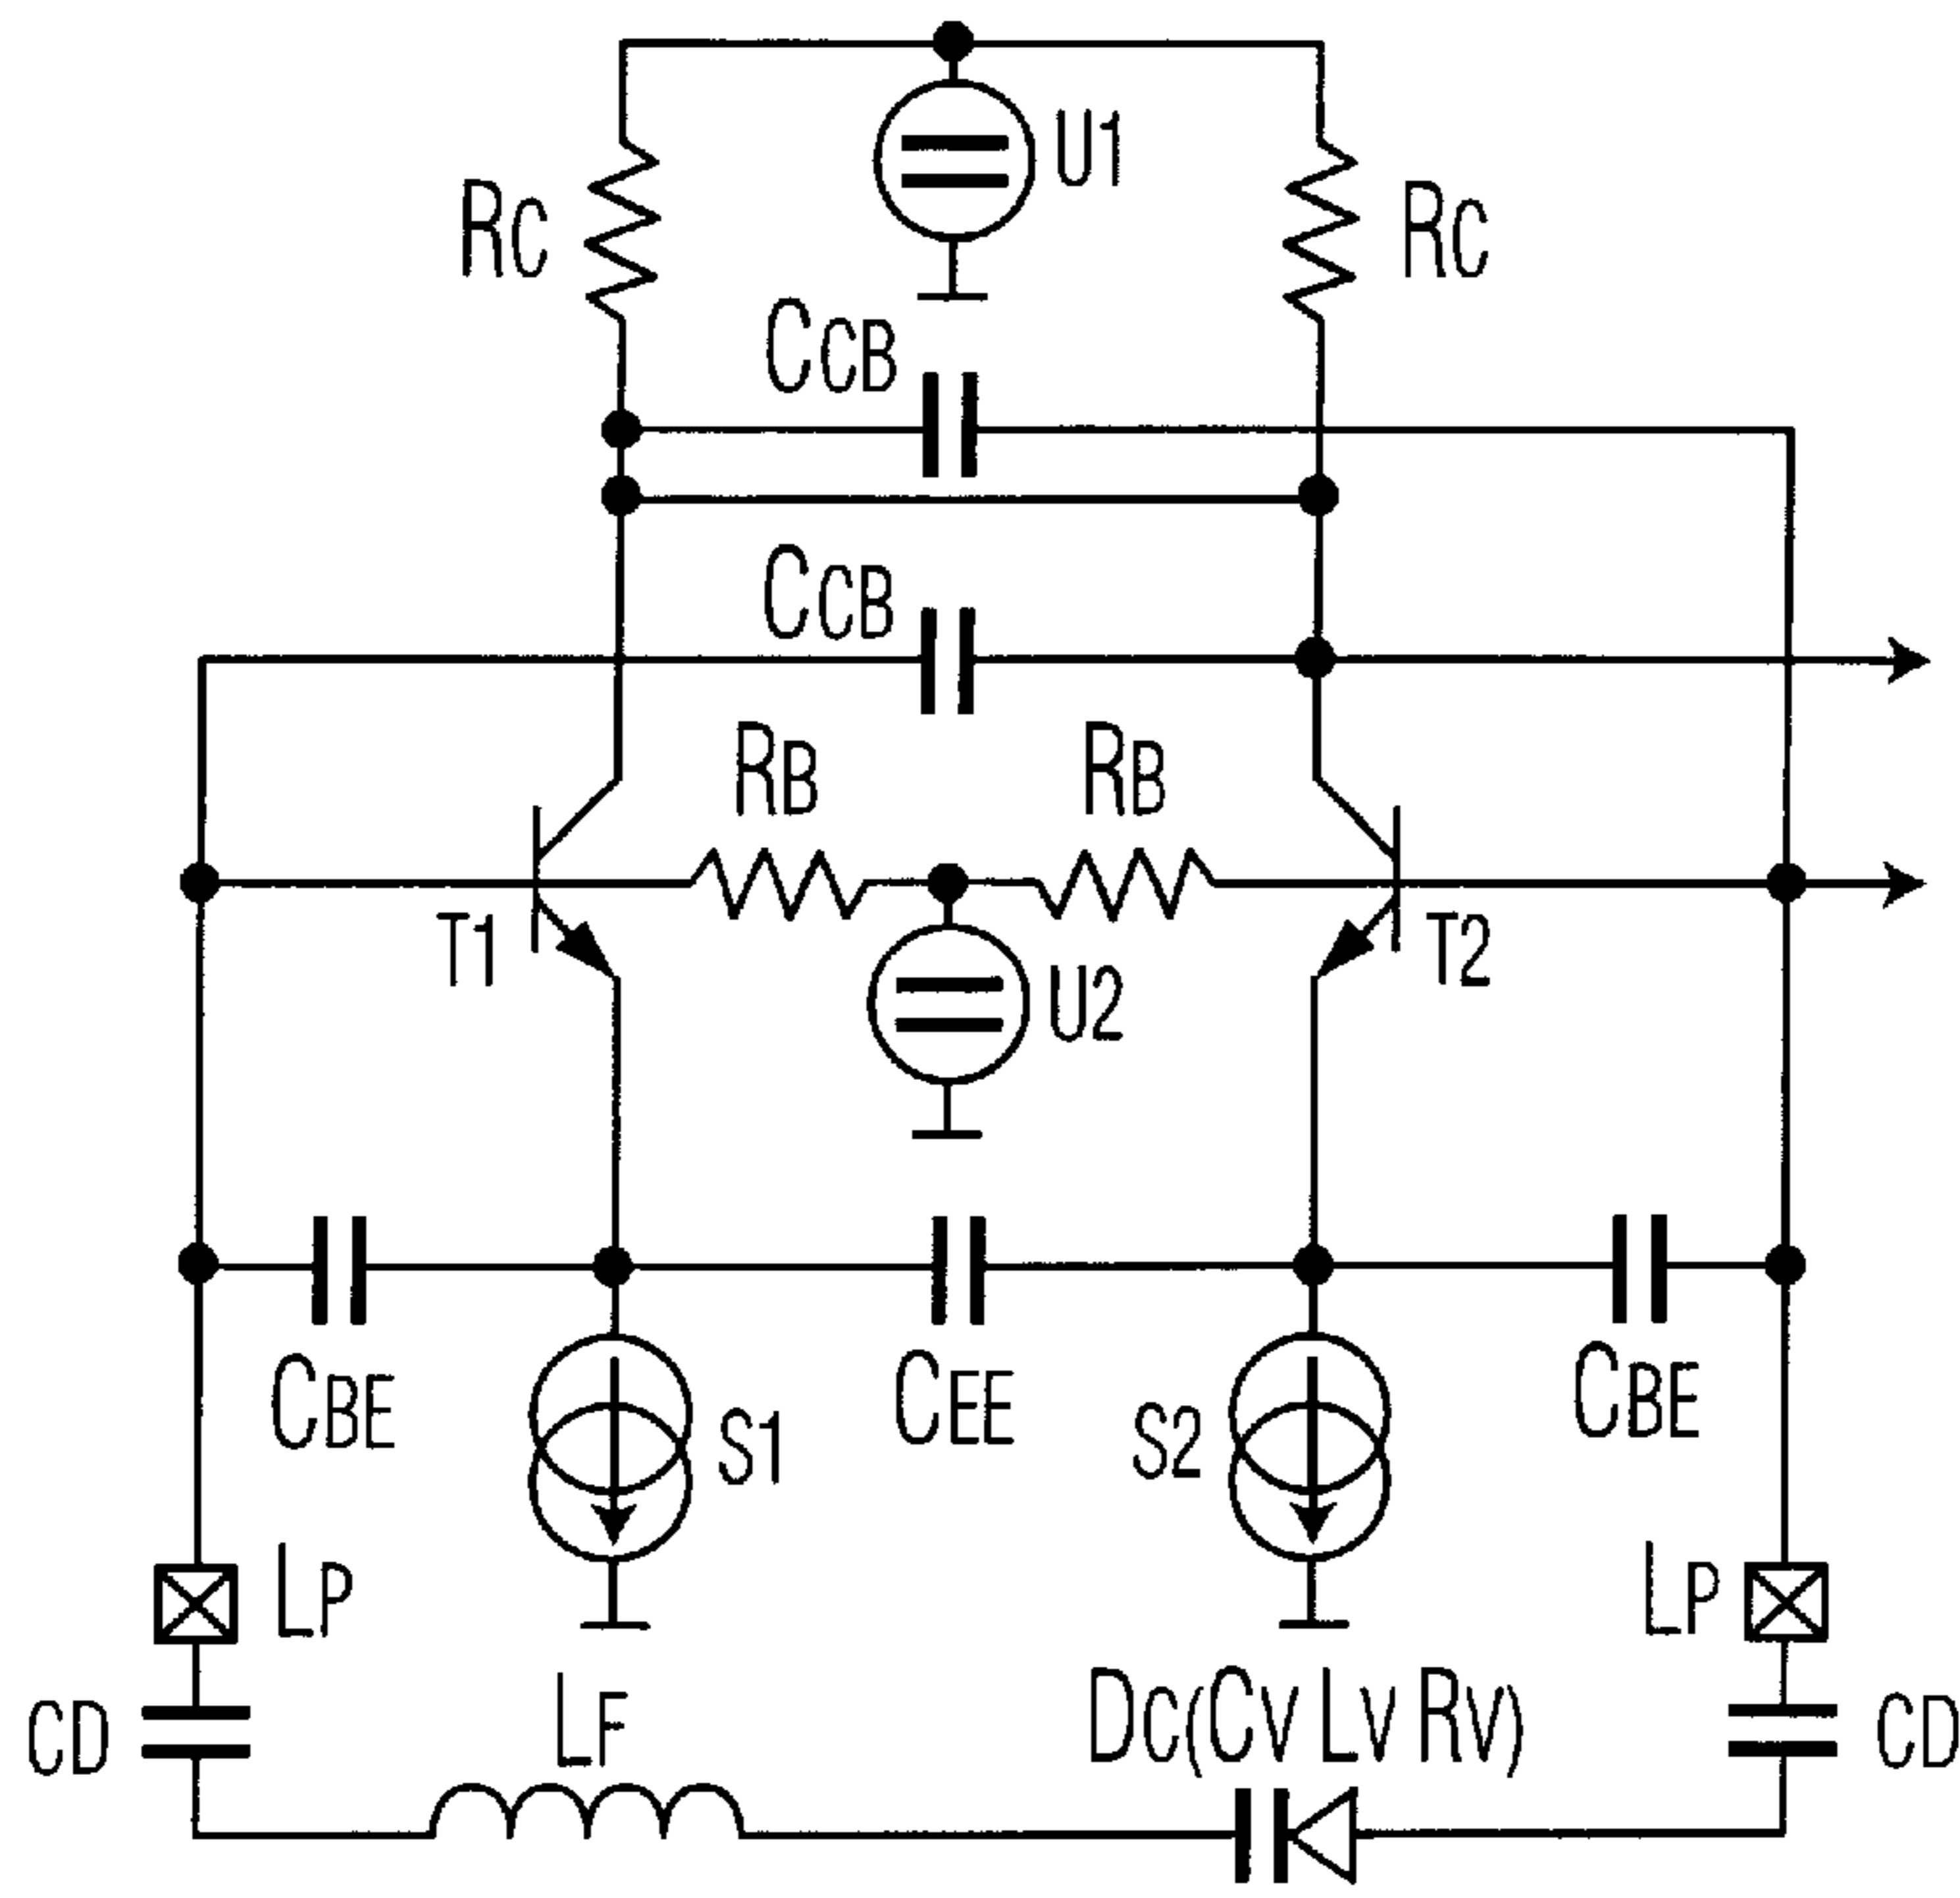 U1
RC RC
CCB
CCB
RB RB
T1 T2
U2
CBE S1 CEE S2 CBE
LP LP
CD LF DC(CV LV RV) CD